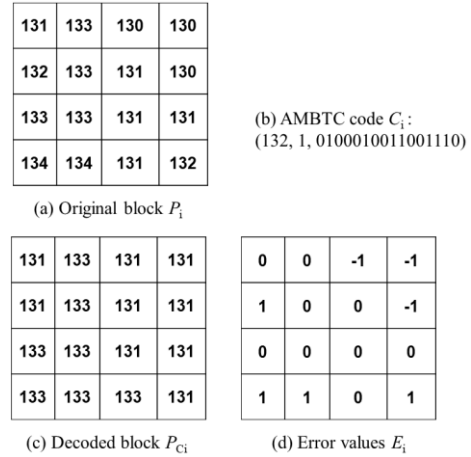 131 133 130 130
132 133 131 130
133 133 131 131
134 134 131 132
(a) Original block Pi
(b) AMBTC code Ci:
(132, 1, 0100010011001110)
131 133 131 131
131 133 131 131
133 133 131 131
133 133 133 131
(c) Decoded block PCi
0 0 -1 -1
1 0 0 -1
0 0 0 0
1 1 0 1
(d) Error values Ei